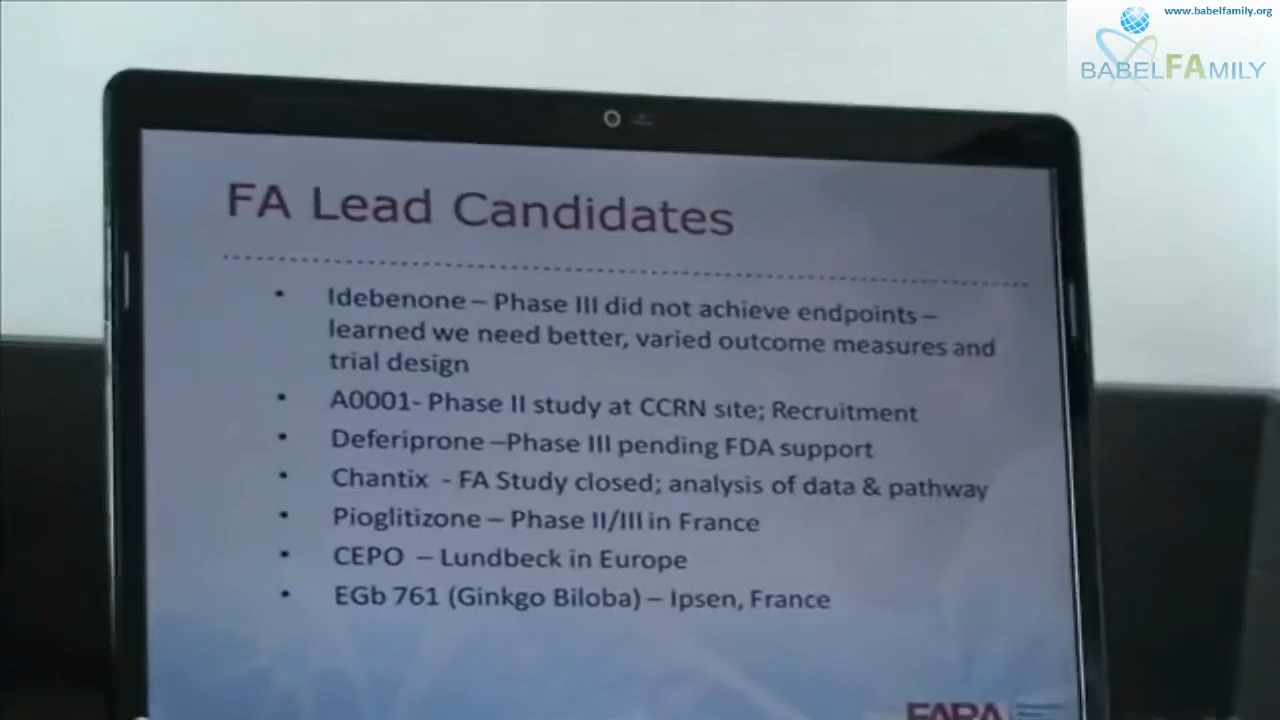 www.babelfamily.org
BABELFAMILY
FA Lead Candidates
• Idebenone – Phase III did not achieve endpoints –
learned we need better, varied outcome measures and
trial design
• A0001- Phase II study at CCRN site; Recruitment
• Deferiprone –Phase III pending FDA support
• Chantix - FA Study closed; analysis of data & pathway
• Pioglitizone – Phase II/III in France
• CEPO – Lundbeck in Europe
• EGb 761 (Ginkgo Biloba) – Ipsen, France
FARA